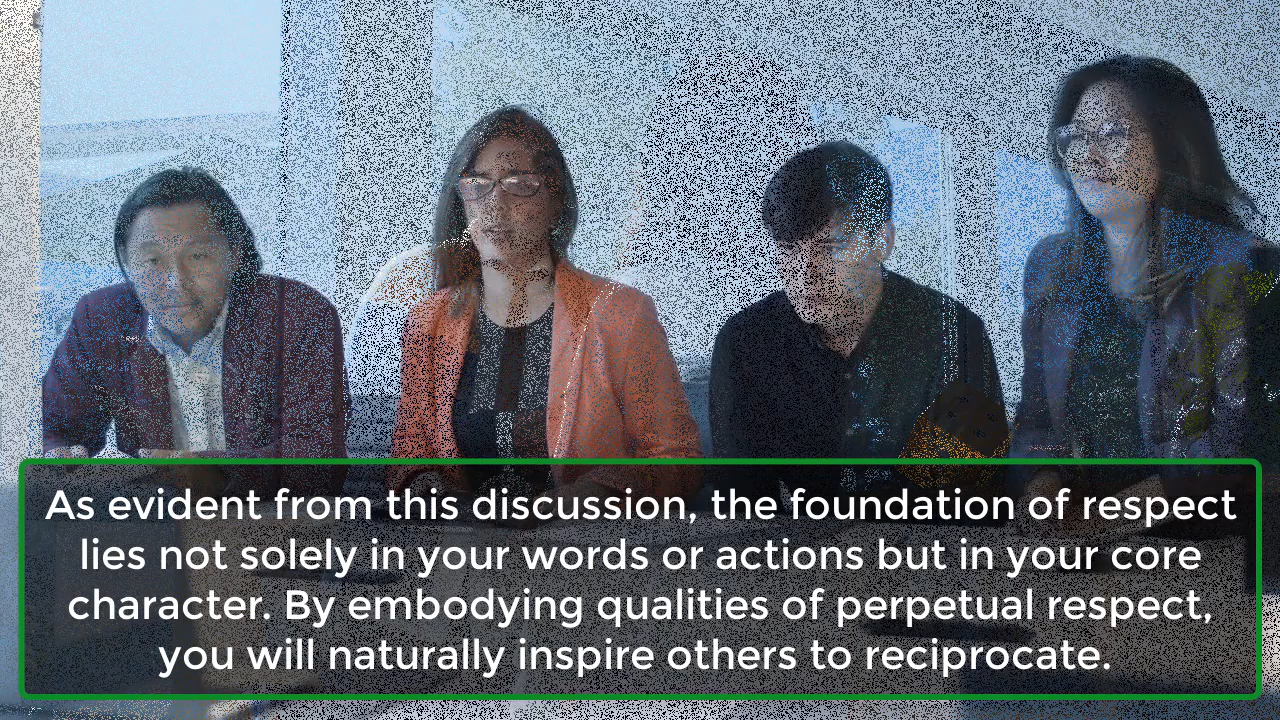 As evident from this discussion, the foundation of respect
lies not solely in your words or actions but in your core
character. By embodying qualities of perpetual respect,
you will naturally inspire others to reciprocate.